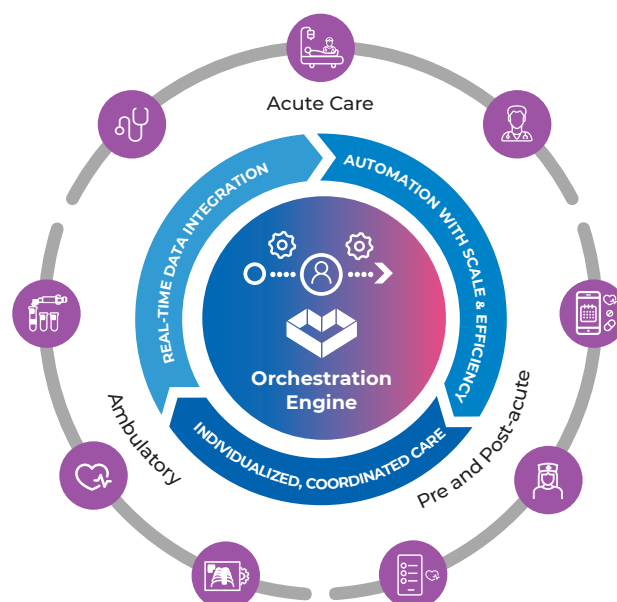 Acute Care
REAL-TIME DATA INTEGRATION
AUTOMATION WITH SCALE & EFFICIENCY
Orchestration
Engine
INDIVIDUALIZED, COORDINATED CARE
Ambulatory
Pre and Post-acute